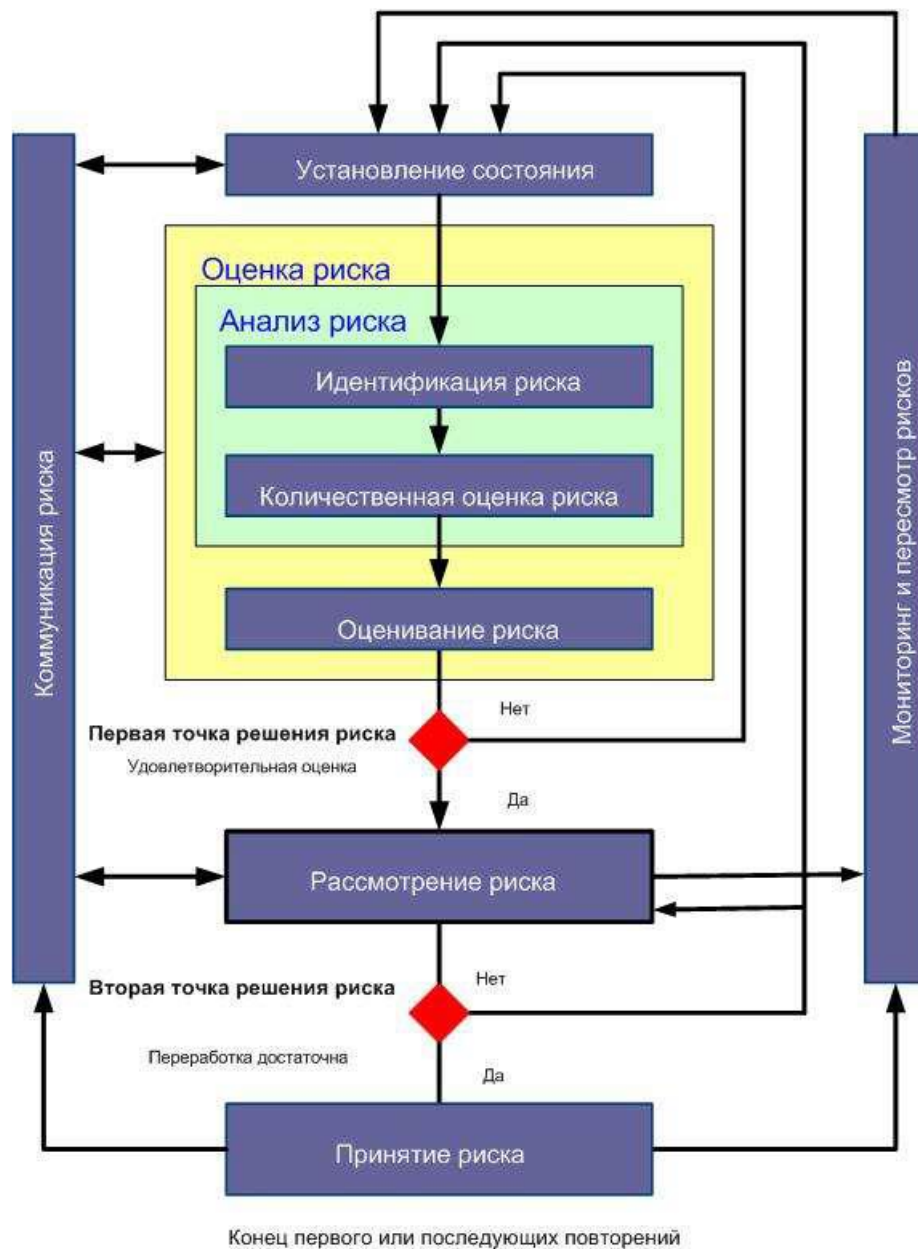 Установление состояния
Оценка риска
Анализ риска
Идентификация риска
Количественная оценка риска
Оценивание риска
Коммуникация риска
Мониторинг и пересмотр рисков
Нет
Первая точка решения риска
Удовлетворительная оценка
Да
Рассмотрение риска
Нет
Вторая точка решения риска
Переработка достаточна
Да
Принятие риска
Конец первого или последующих повторений